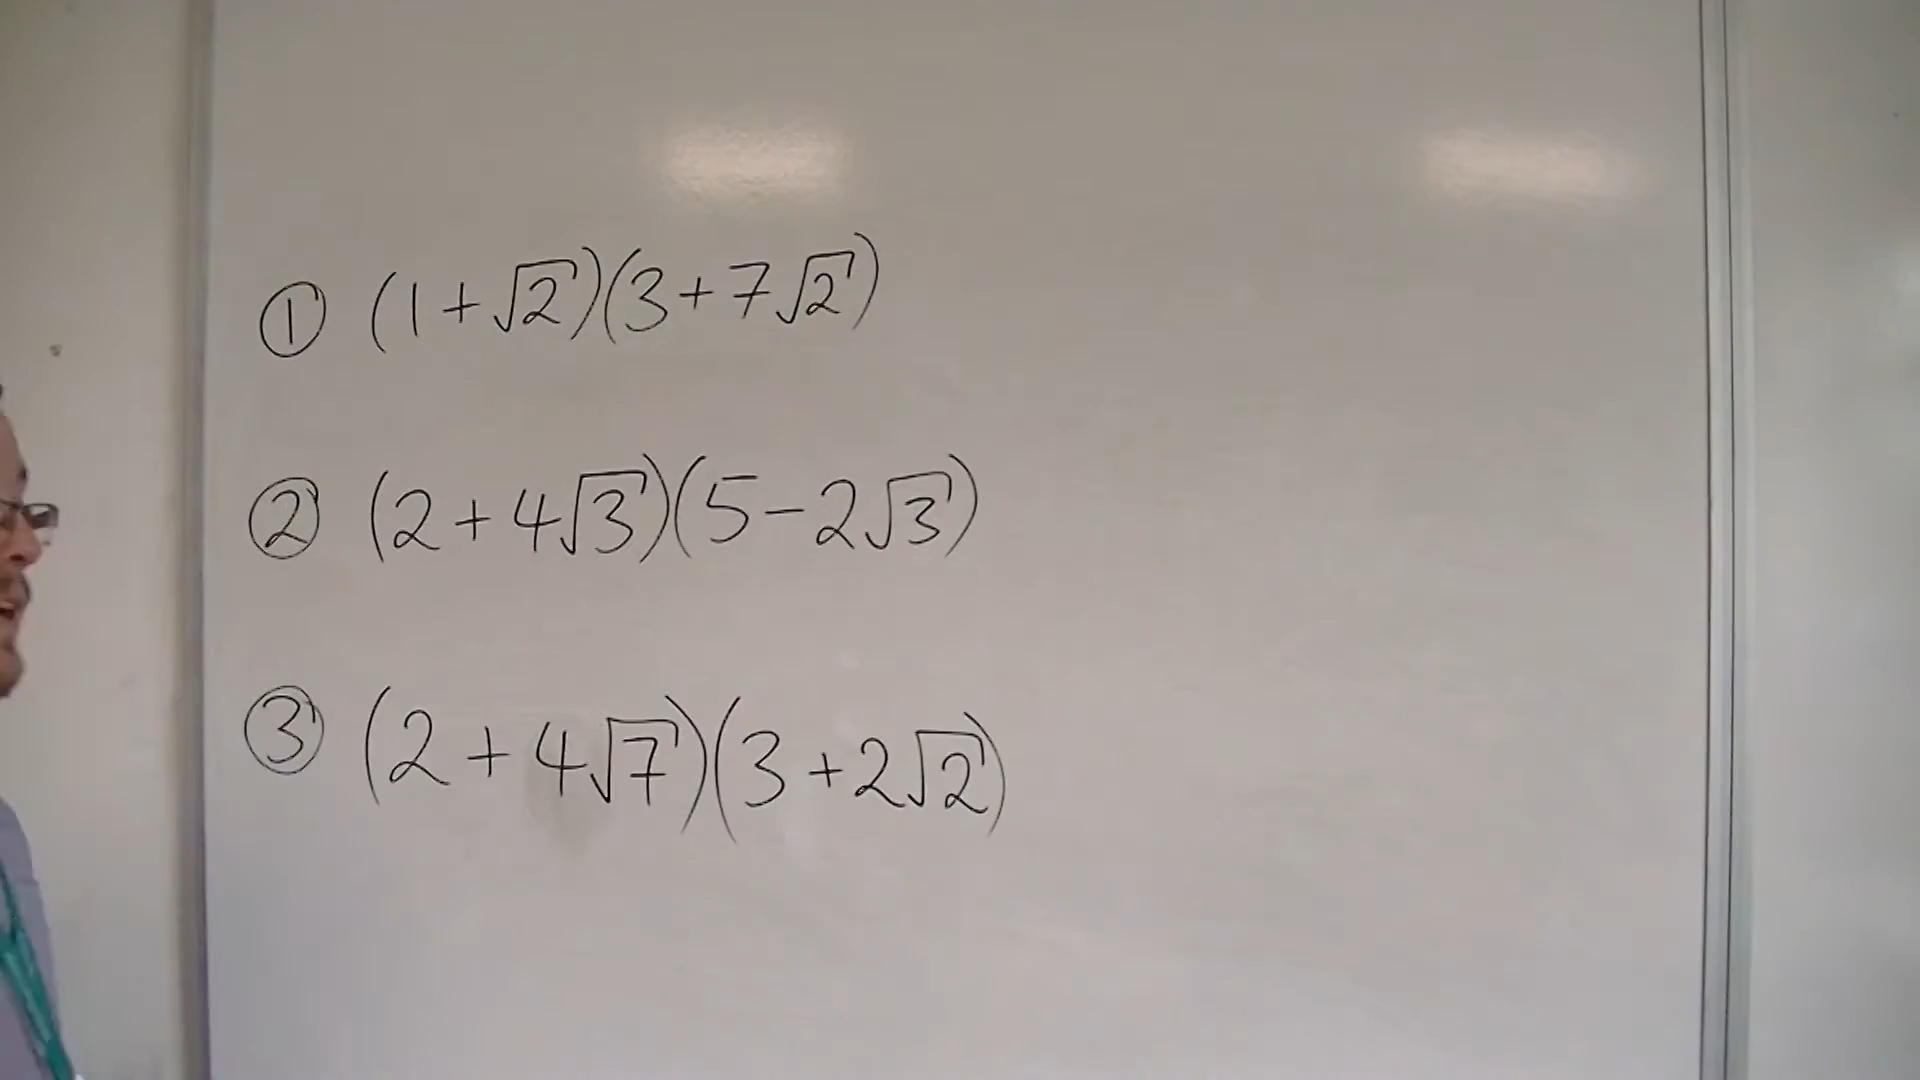 ① (1+√2)(3+7√2)
② (2+4√3)(5-2√3)
③ (2+4√7)(3+2√2)